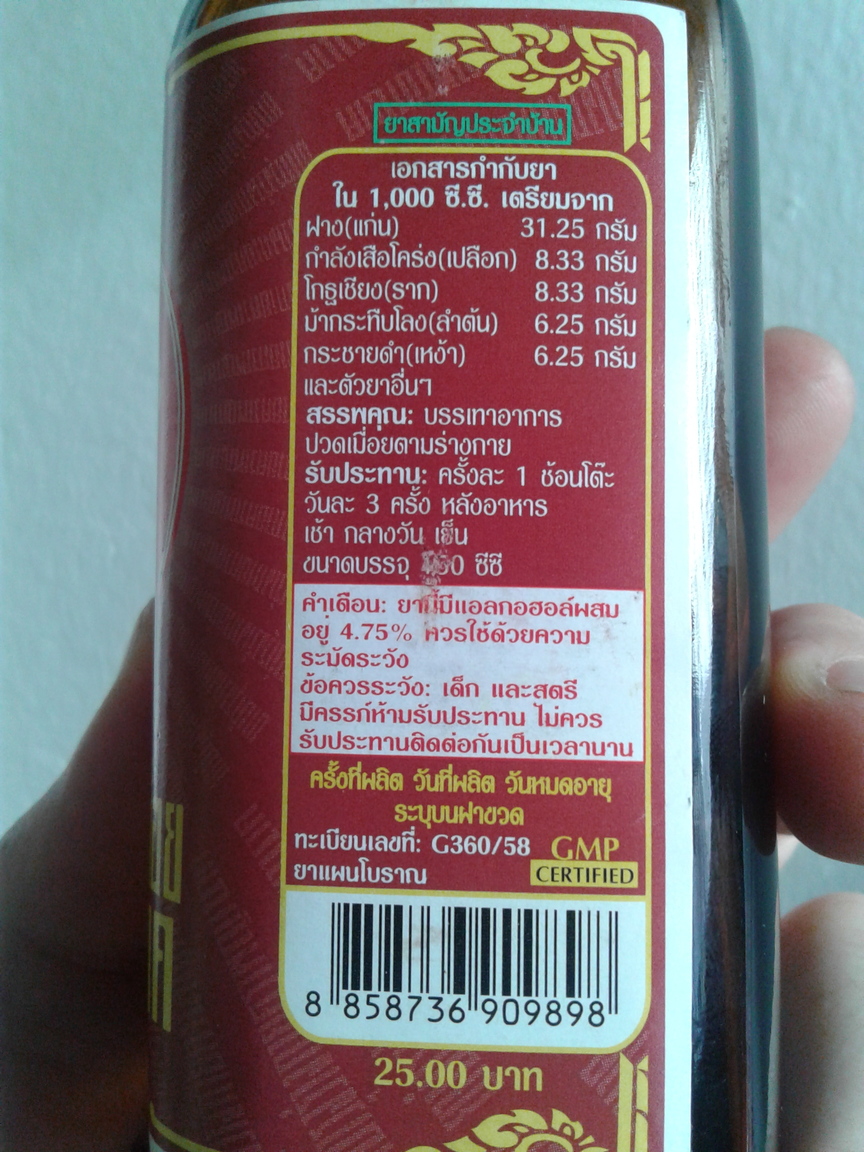 ยาสามัญประจำบ้าน
เอกสารกำกับยา
ใน 1,000 ซี.ซี. เตรียมจาก
ฝาง(แก่น) 31.25 กรัม
กำลังเสือโคร่ง(เปลือก) 8.33 กรัม
โกฐเชียง(ราก) 8.33 กรัม
ม้ากระทืบโลง(ลำต้น) 6.25 กรัม
กระชายดำ(เหง้า) 6.25 กรัม
และตัวยาอื่นๆ
สรรพคุณ: บรรเทาอาการ
ปวดเมื่อยตามร่างกาย
รับประทาน: ครั้งละ 1 ช้อนโต๊ะ
วันละ 3 ครั้ง หลังอาหาร
เช้า กลางวัน เย็น
ขนาดบรรจุ ซีซี
คำเตือน: ยานี้มีแอลกอฮอล์ผสม
อยู่ 4.75% ควรใช้ด้วยความ
ระมัดระวัง
ข้อควรระวัง: เด็ก และสตรี
มีครรภ์ห้ามรับประทาน ไม่ควร
รับประทานติดต่อกันเป็นเวลานาน
ครั้งที่ผลิต วันที่ผลิต วันหมดอายุ
ระบุบนฝาขวด
ทะเบียนเลขที่: G360/58 GMP
ยาแผนโบราณ CERTIFIED
8 858736 909898
25.00 บาท